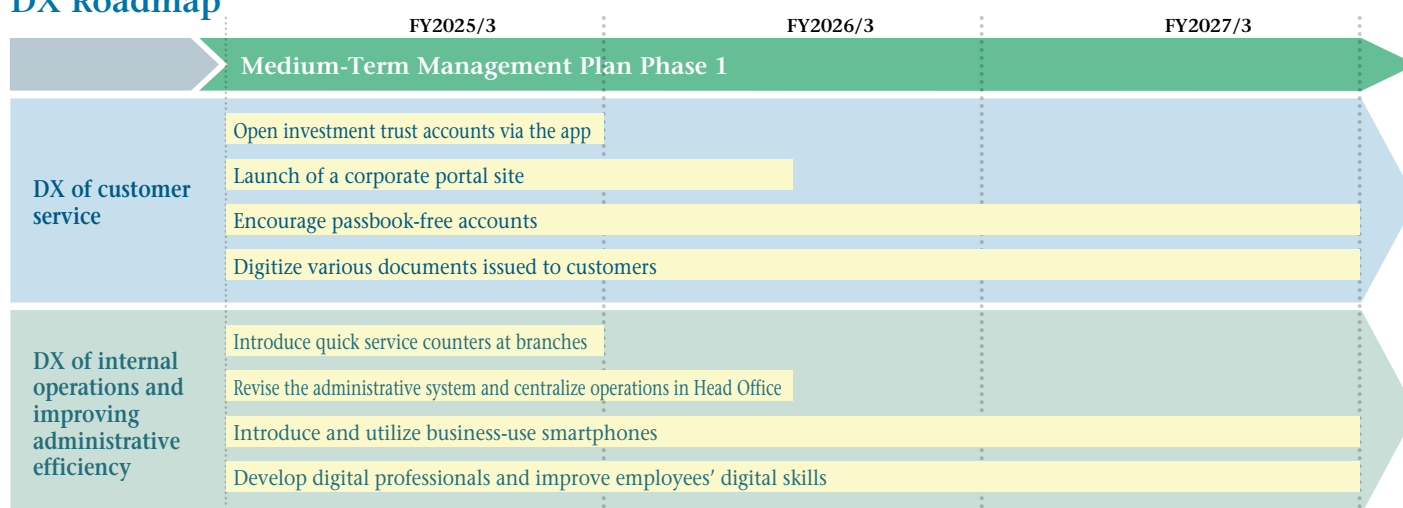 DX Roadmap
FY2025/3
FY2026/3
FY2027/3
Medium-Term Management Plan Phase 1
DX of customer
service
Open investment trust accounts via the app
Launch of a corporate portal site
Encourage passbook-free accounts
Digitize various documents issued to customers
DX of internal
operations and
improving
administrative
efficiency
Introduce quick service counters at branches
Revise the administrative system and centralize operations in Head Office
Introduce and utilize business-use smartphones
Develop digital professionals and improve employees’ digital skills